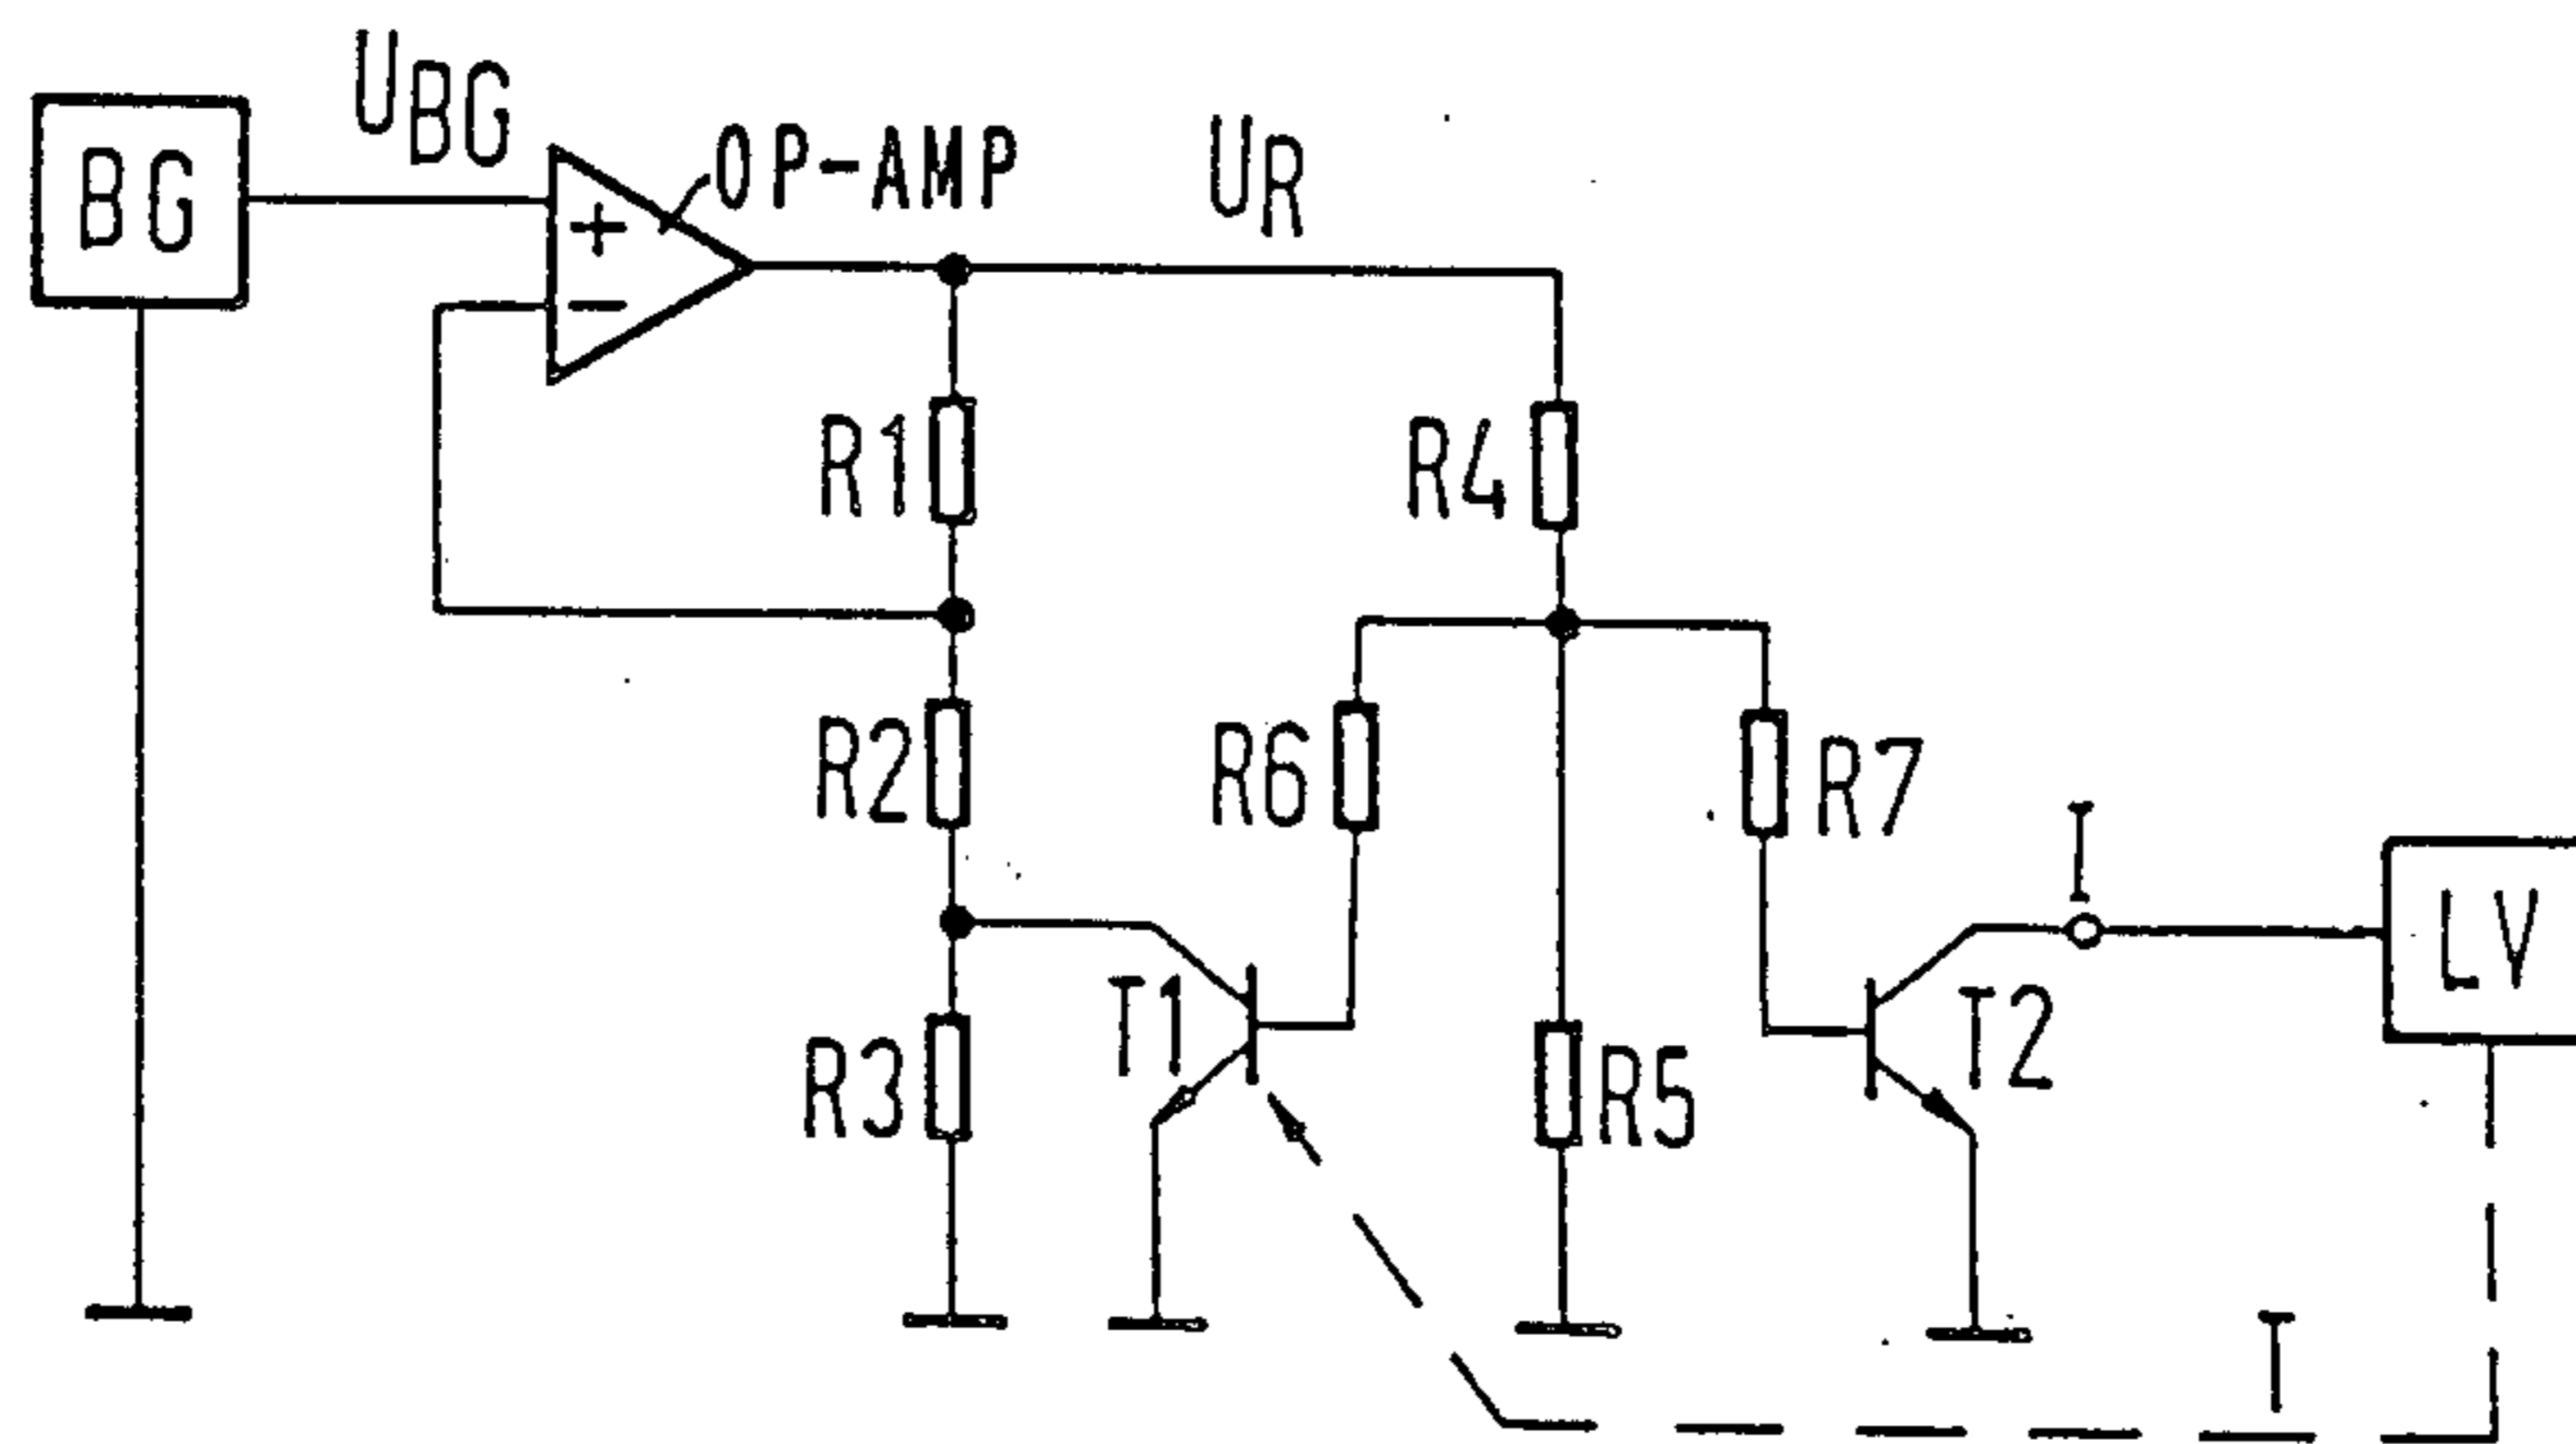 BG
UBG
OP-AMP
UR
+
−
R1
R4
R2
R6
R7
I
LV
R3
T1
R5
T2
T